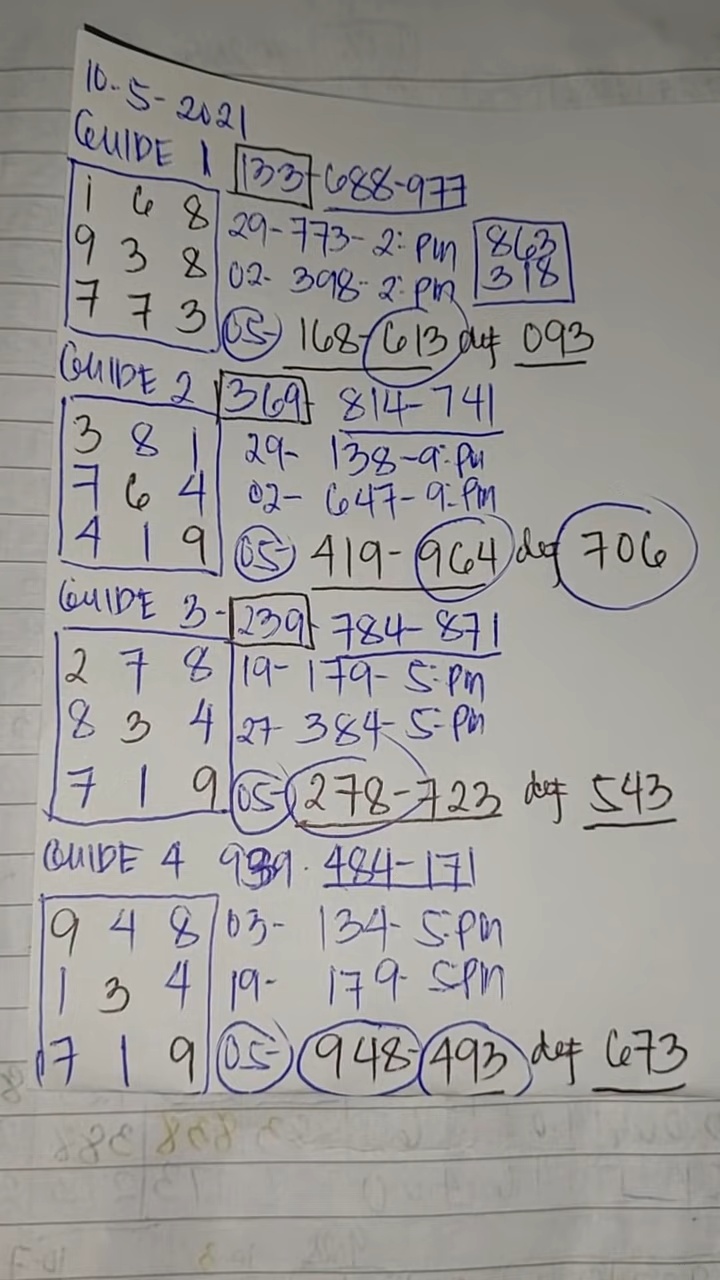 10-5-2021
GUIDE 1 133-688-977
1 6 8
29-773-2:pm 863
9 3 8
02-398-2:pm 318
7 7 3
05- 168-613 def 093
GUIDE 2 369- 814-741
3 8 1
29- 138-9:pm
7 6 4
02- 647-9:pm
4 1 9
05- 419-964 def 706
GUIDE 3-239-784-871
2 7 8 19-179-5:pm
8 3 4 27-384-5:pm
7 1 9 05-278-723 def 543
GUIDE 4 939.484-171
9 4 8 03-134-5:pm
1 3 4 19-179-5pm
7 1 9 05-948-493 def 673